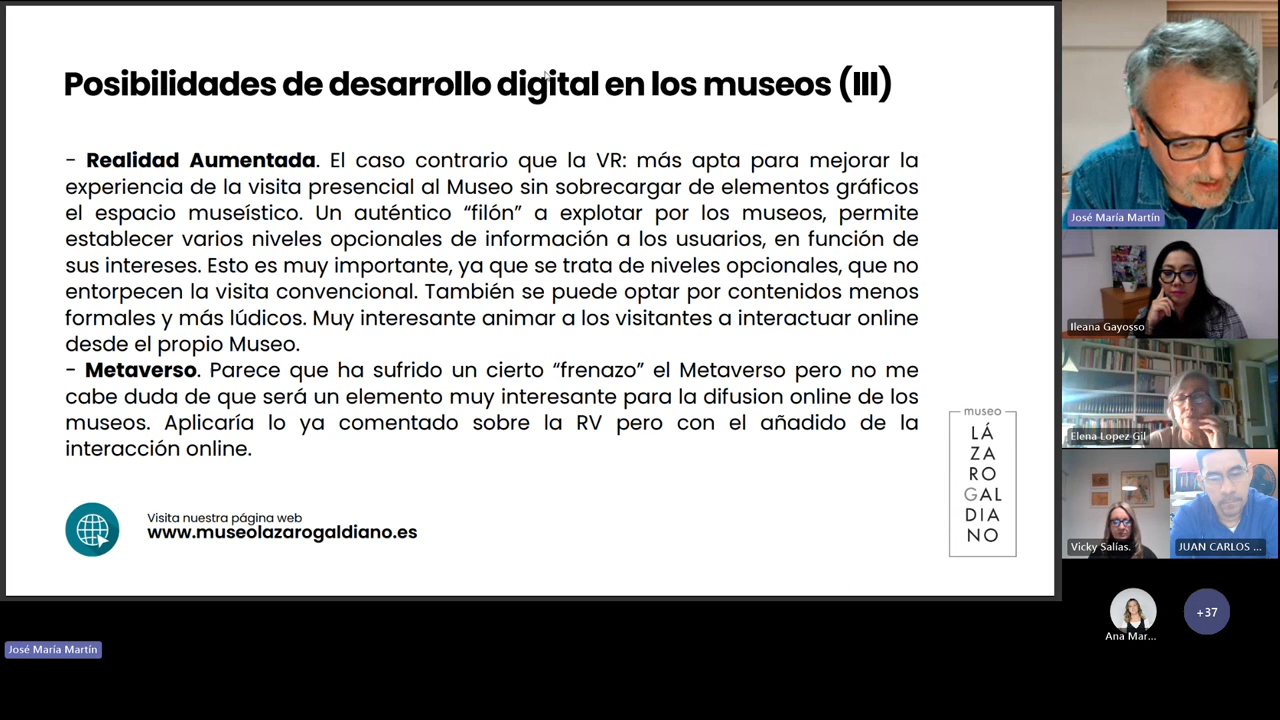 Posibilidades de desarrollo digital en los museos (III)
- Realidad Aumentada. El caso contrario que la VR: más apta para mejorar la
experiencia de la visita presencial al Museo sin sobrecargar de elementos gráficos
el espacio museístico. Un auténtico “filón” a explotar por los museos, permite
establecer varios niveles opcionales de información a los usuarios, en función de
sus intereses. Esto es muy importante, ya que se trata de niveles opcionales, que no
entorpecen la visita convencional. También se puede optar por contenidos menos
formales y más lúdicos. Muy interesante animar a los visitantes a interactuar online
desde el propio Museo.
- Metaverso. Parece que ha sufrido un cierto “frenazo” el Metaverso pero no me
cabe duda de que será un elemento muy interesante para la difusion online de los
museos. Aplicaría lo ya comentado sobre la RV pero con el añadido de la
interacción online.
Visita nuestra página web
www.museolazarogaldiano.es
museo
LÁ
ZA
RO
GAL
DIA
NO
José María Martín
Ileana Gayosso
Elena Lopez Gil
Vicky Salías.
JUAN CARLOS ...
Ana Mar...
+37
José María Martín